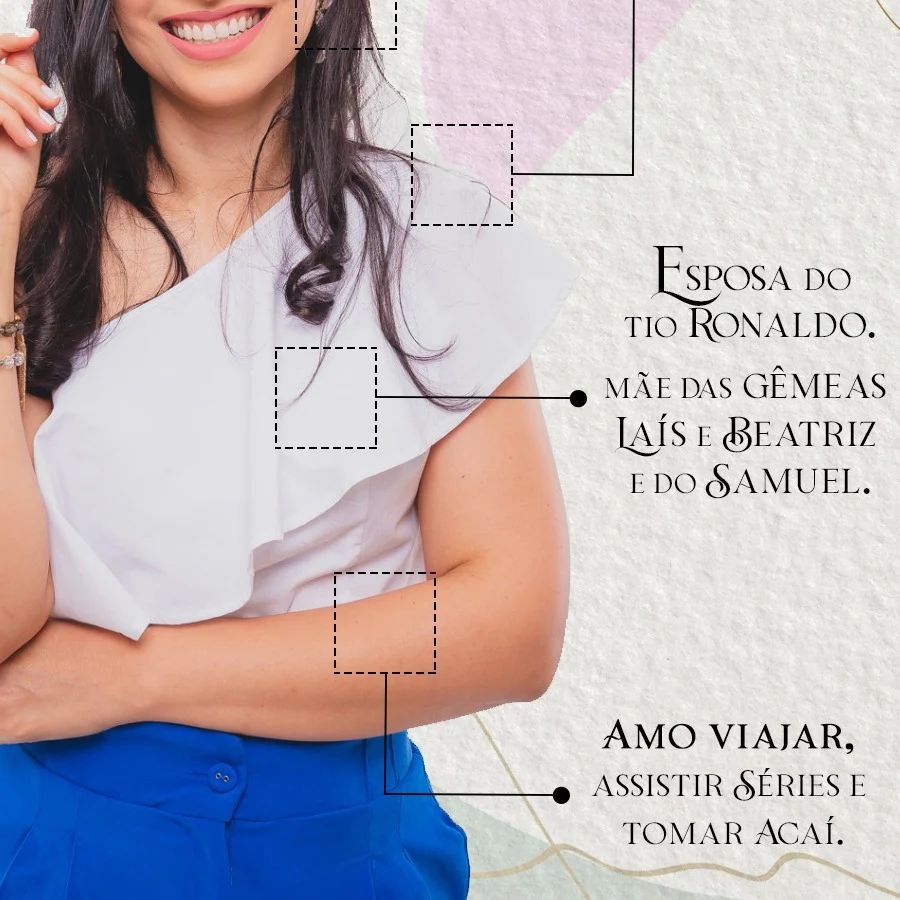 Esposa do
tio Ronaldo.
mãe das gêmeas
Laís e Beatriz
e do Samuel.
Amo viajar,
assistir Séries e
tomar Acaí.